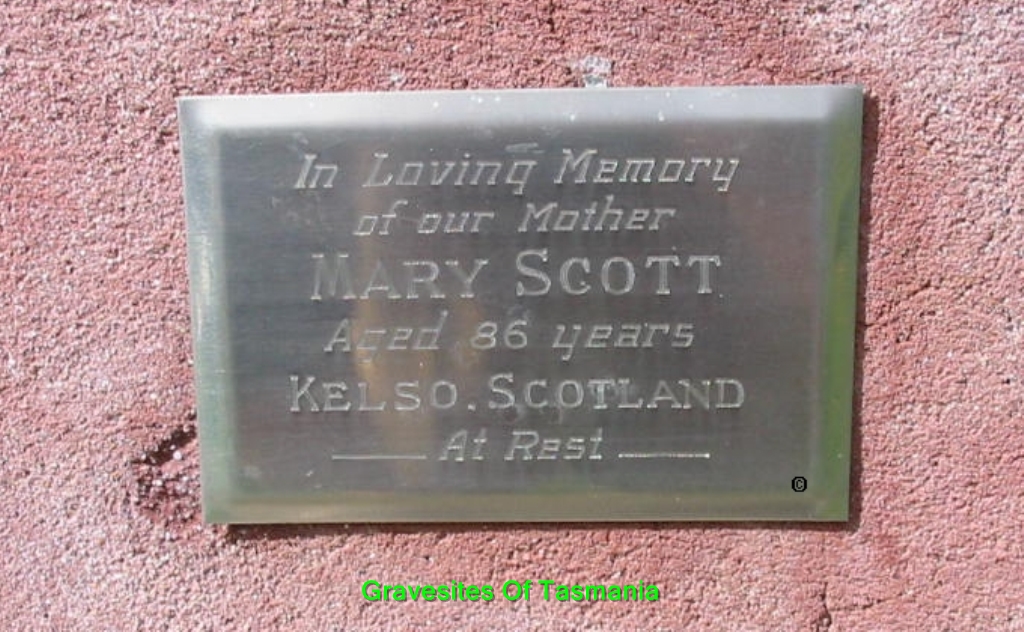 In Loving Memory
of our Mother
MARY SCOTT
Aged 86 years
KELSO. SCOTLAND
At Rest
©
Gravesites Of Tasmania